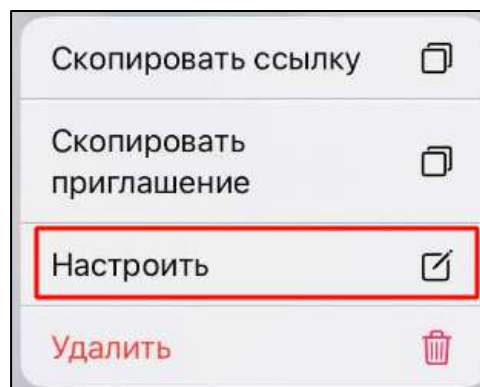 Скопировать ссылку
Скопировать
приглашение
Настроить
Удалить